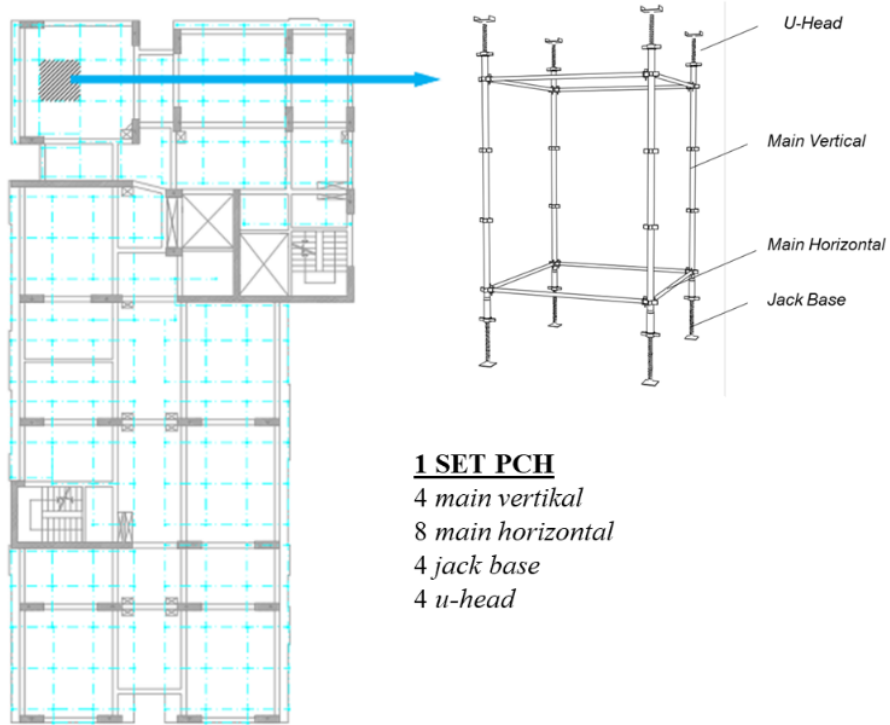 U-Head
Main Vertical
Main Horizontal
Jack Base
1 SET PCH
4 main vertikal
8 main horizontal
4 jack base
4 u-head